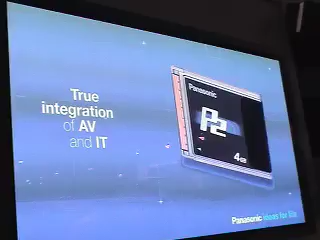 True
integration
of AV
and IT
Panasonic
P2
4GB
Panasonic ideas for life